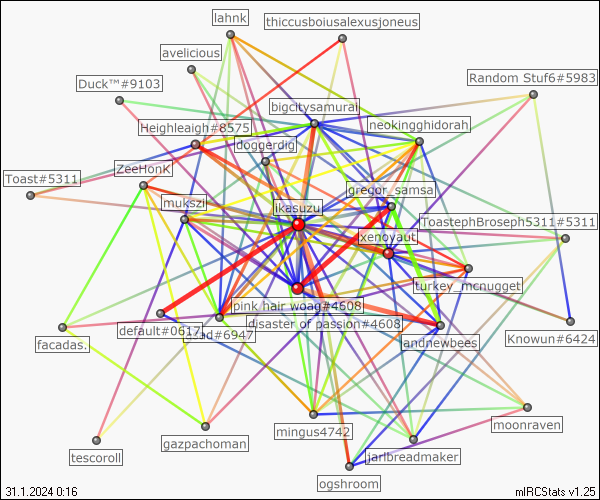 lahnk
thiccusboiusalexusjoneus
avelicious
Random Stuf6#5983
Duck™#9103
bigcitysamurai
neokingghidorah
Heighleaigh#8575
doggerdig
ZeeHonK
Toast#5311
gregor_samsa
mukszi
ikasuzu
ToastephBroseph5311#5311
xenoyaut
turkey_mcnugget
pink hair woag#4608
disaster of passion#4608
default#0617
#6947
andnewbees
Knowun#6424
facadas.
moonraven
mingus4742
gazpachoman
tescoroll
jarlbreadmaker
ogshroom
31.1.2024 0:16
mIRCStats v1.25